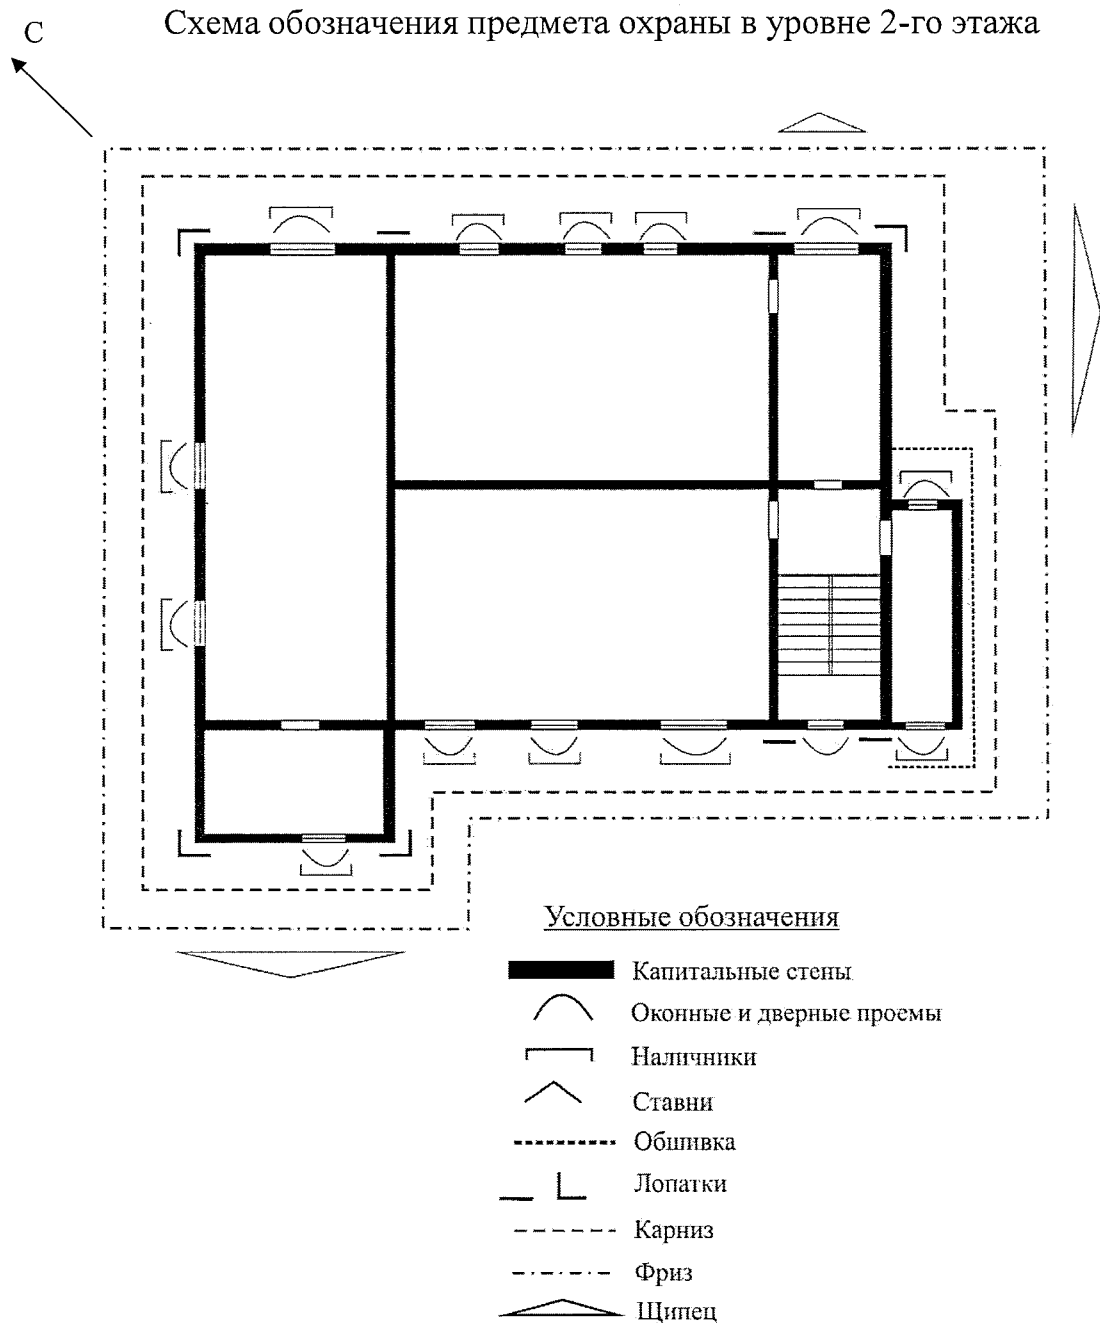 С
Схема обозначения предмета охраны в уровне 2-го этажа
Условные обозначения
Капитальные стены
Оконные и дверные проемы
Наличники
Ставни
Обшивка
Лопатки
Карниз
Фриз
Щипец